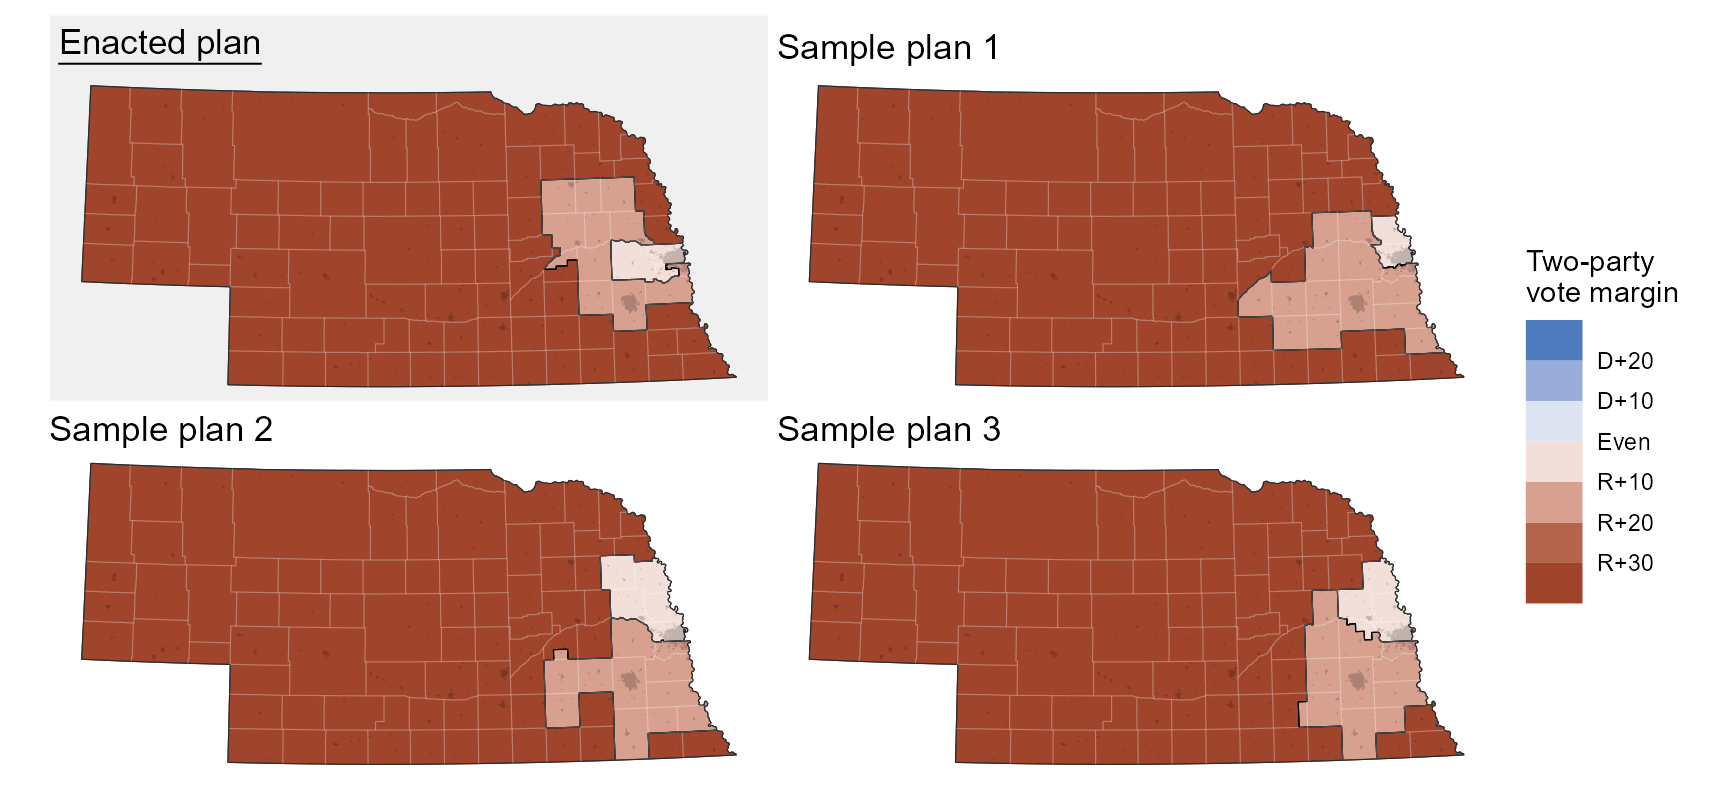 Enacted plan
Sample plan 1
Sample plan 2
Sample plan 3
Two-party
vote margin
D+20
D+10
Even
R+10
R+20
R+30